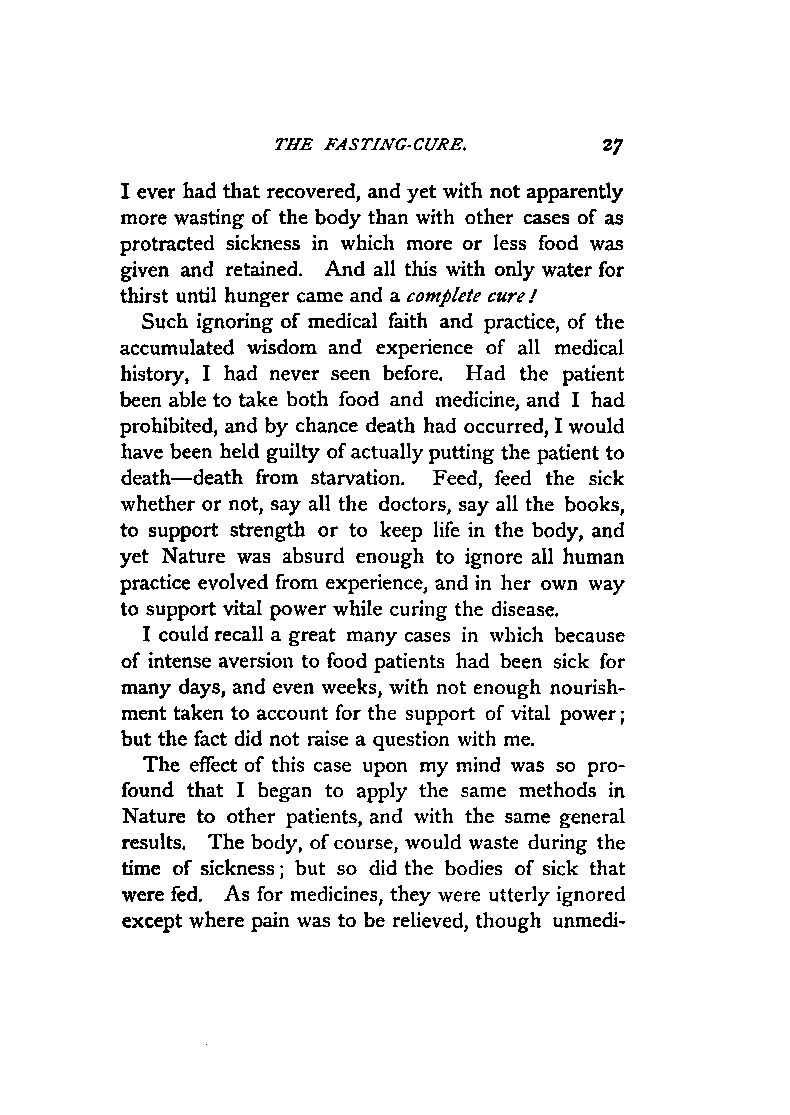 THE FASTING-CURE. 27
I ever had that recovered, and yet with not apparently
more wasting of the body than with other cases of as
protracted sickness in which more or less food was
given and retained. And all this with only water for
thirst until hunger came and a complete cure!
Such ignoring of medical faith and practice, of the
accumulated wisdom and experience of all medical
history, I had never seen before. Had the patient
been able to take both food and medicine, and I had
prohibited, and by chance death had occurred, I would
have been held guilty of actually putting the patient to
death—death from starvation. Feed, feed the sick
whether or not, say all the doctors, say all the books,
to support strength or to keep life in the body, and
yet Nature was absurd enough to ignore all human
practice evolved from experience, and in her own way
to support vital power while curing the disease.
I could recall a great many cases in which because
of intense aversion to food patients had been sick for
many days, and even weeks, with not enough nourish-
ment taken to account for the support of vital power;
but the fact did not raise a question with me.
The effect of this case upon my mind was so pro-
found that I began to apply the same methods in
Nature to other patients, and with the same general
results. The body, of course, would waste during the
time of sickness; but so did the bodies of sick that
were fed. As for medicines, they were utterly ignored
except where pain was to be relieved, though unmedi-